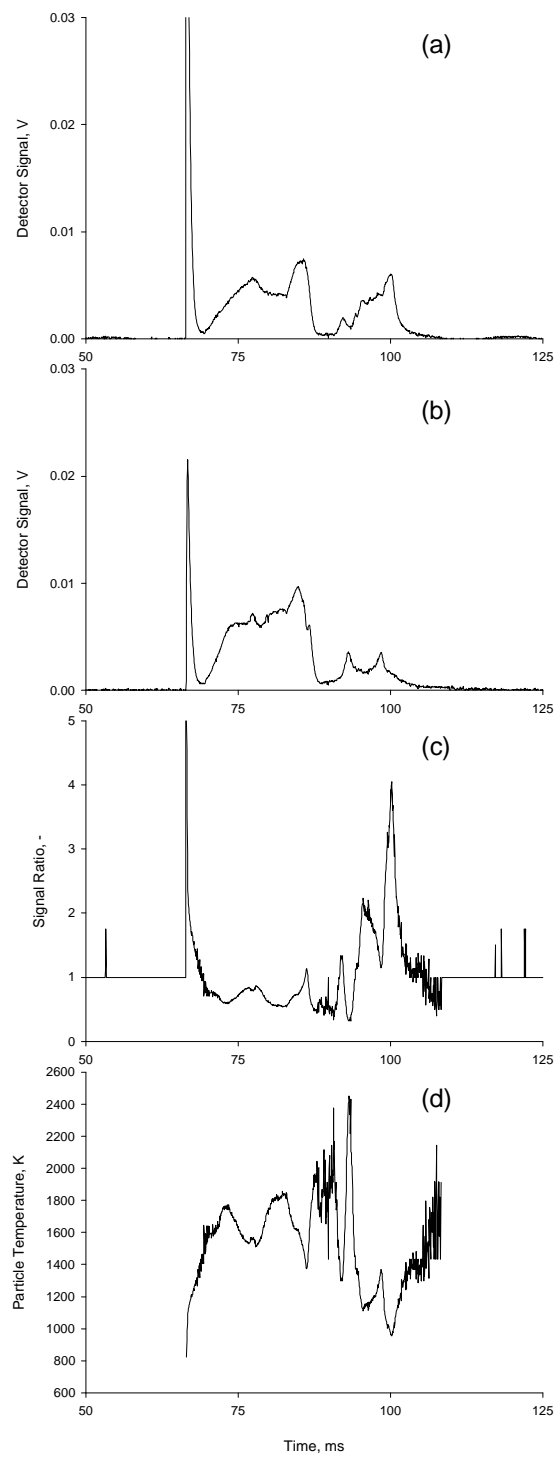 (a)
0.03
0.02
0.01
0.00
Detector Signal, V
50 75 100 125
(b)
0.03
0.02
0.01
0.00
Detector Signal, V
50 75 100 125
(c)
5
4
3
2
1
0
Signal Ratio, -
50 75 100 125
(d)
2600
2400
2200
2000
1800
1600
1400
1200
1000
800
600
Particle Temperature, K
50 75 100 125
Time, ms